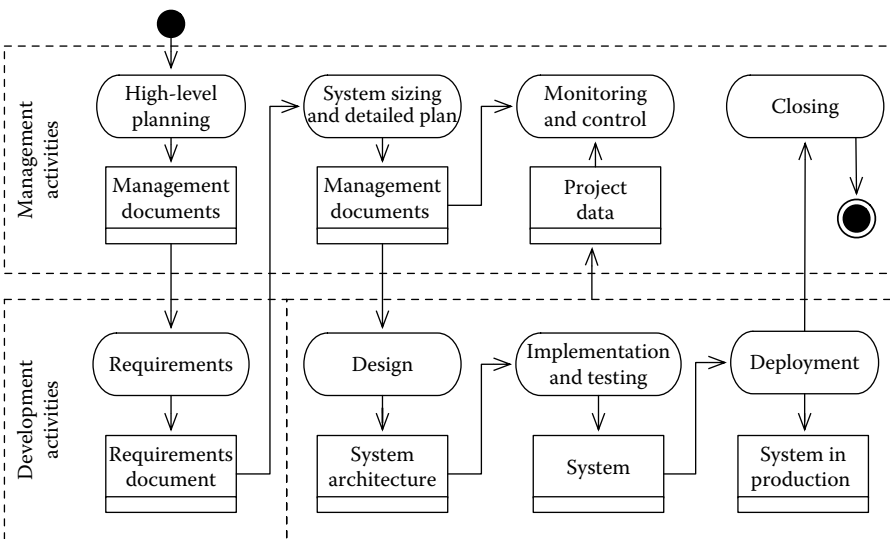 Management
activities
High-level
planning
System sizing
and detailed plan
Monitoring
and control
Closing
Management
documents
Management
documents
Project
data
Development
activities
Requirements
Design
Implementation
and testing
Deployment
Requirements
document
System
architecture
System
System in
production